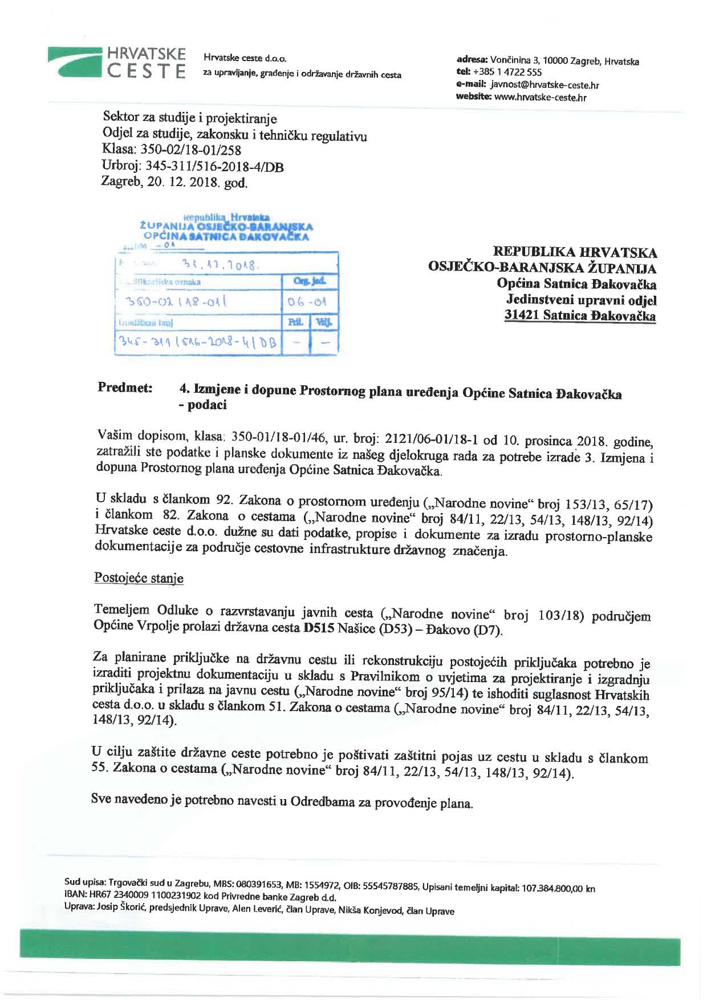 HRVATSKE
CESTE
Hrvatske ceste d.o.o.
za upravljanje, građenje i održavanje državnih cesta
adresa: Vončinina 3, 10000 Zagreb, Hrvatska
tel: +385 1 4722 555
e-mail: javnost@hrvatske-ceste.hr
website: www.hrvatske-ceste.hr
Sektor za studije i projektiranje
Odjel za studije, zakonsku i tehničku regulativu
Klasa: 350-02/18-01/258
Urbroj: 345-311/516-2018-4/DB
Zagreb, 20. 12. 2018. god.
Republika Hrvatska
ŽUPANIJA OSJEČKO-BARANJSKA
OPĆINA SATNICA ĐAKOVAČKA
-01
31.12.2018.
oznaka Org. jed.
350-02/18-01/ 06-01
broj Pril. Vrij.
345-311/516-2018-4/DB - -
REPUBLIKA HRVATSKA
OSJEČKO-BARANJSKA ŽUPANIJA
Općina Satnica Đakovačka
Jedinstveni upravni odjel
31421 Satnica Đakovačka
Predmet: 4. Izmjene i dopune Prostornog plana uređenja Općine Satnica Đakovačka
- podaci
Vašim dopisom, klasa: 350-01/18-01/46, ur. broj: 2121/06-01/18-1 od 10. prosinca 2018. godine,
zatražili ste podatke i planske dokumente iz našeg djelokruga rada za potrebe izrade 3. Izmjena i
dopuna Prostornog plana uređenja Općine Satnica Đakovačka.
U skladu s člankom 92. Zakona o prostornom uređenju („Narodne novine“ broj 153/13, 65/17)
i člankom 82. Zakona o cestama („Narodne novine“ broj 84/11, 22/13, 54/13, 148/13, 92/14)
Hrvatske ceste d.o.o. dužne su dati podatke, propise i dokumente za izradu prostorno-planske
dokumentacije za područje cestovne infrastrukture državnog značenja.
Postojeće stanje
Temeljem Odluke o razvrstavanju javnih cesta („Narodne novine“ broj 103/18) područjem
Općine Vrpolje prolazi državna cesta D515 Našice (D53) – Đakovo (D7).
Za planirane priključke na državnu cestu ili rekonstrukciju postojećih priključaka potrebno je
izraditi projektnu dokumentaciju u skladu s Pravilnikom o uvjetima za projektiranje i izgradnju
priključaka i prilaza na javnu cestu („Narodne novine“ broj 95/14) te ishoditi suglasnost Hrvatskih
cesta d.o.o. u skladu s člankom 51. Zakona o cestama („Narodne novine“ broj 84/11, 22/13, 54/13,
148/13, 92/14).
U cilju zaštite državne ceste potrebno je poštivati zaštitni pojas uz cestu u skladu s člankom
55. Zakona o cestama („Narodne novine“ broj 84/11, 22/13, 54/13, 148/13, 92/14).
Sve navedeno je potrebno navesti u Odredbama za provođenje plana.
Sud upisa: Trgovački sud u Zagrebu, MBS: 080391653, MB: 1554972, OIB: 55545787885, Upisani temeljni kapital: 107.384.800,00 kn
IBAN: HR67 2340009 1100231902 kod Privredne banke Zagreb d.d.
Uprava: Josip Škorić, predsjednik Uprave, Alen Leverić, član Uprave, Nikša Konjevod, član Uprave